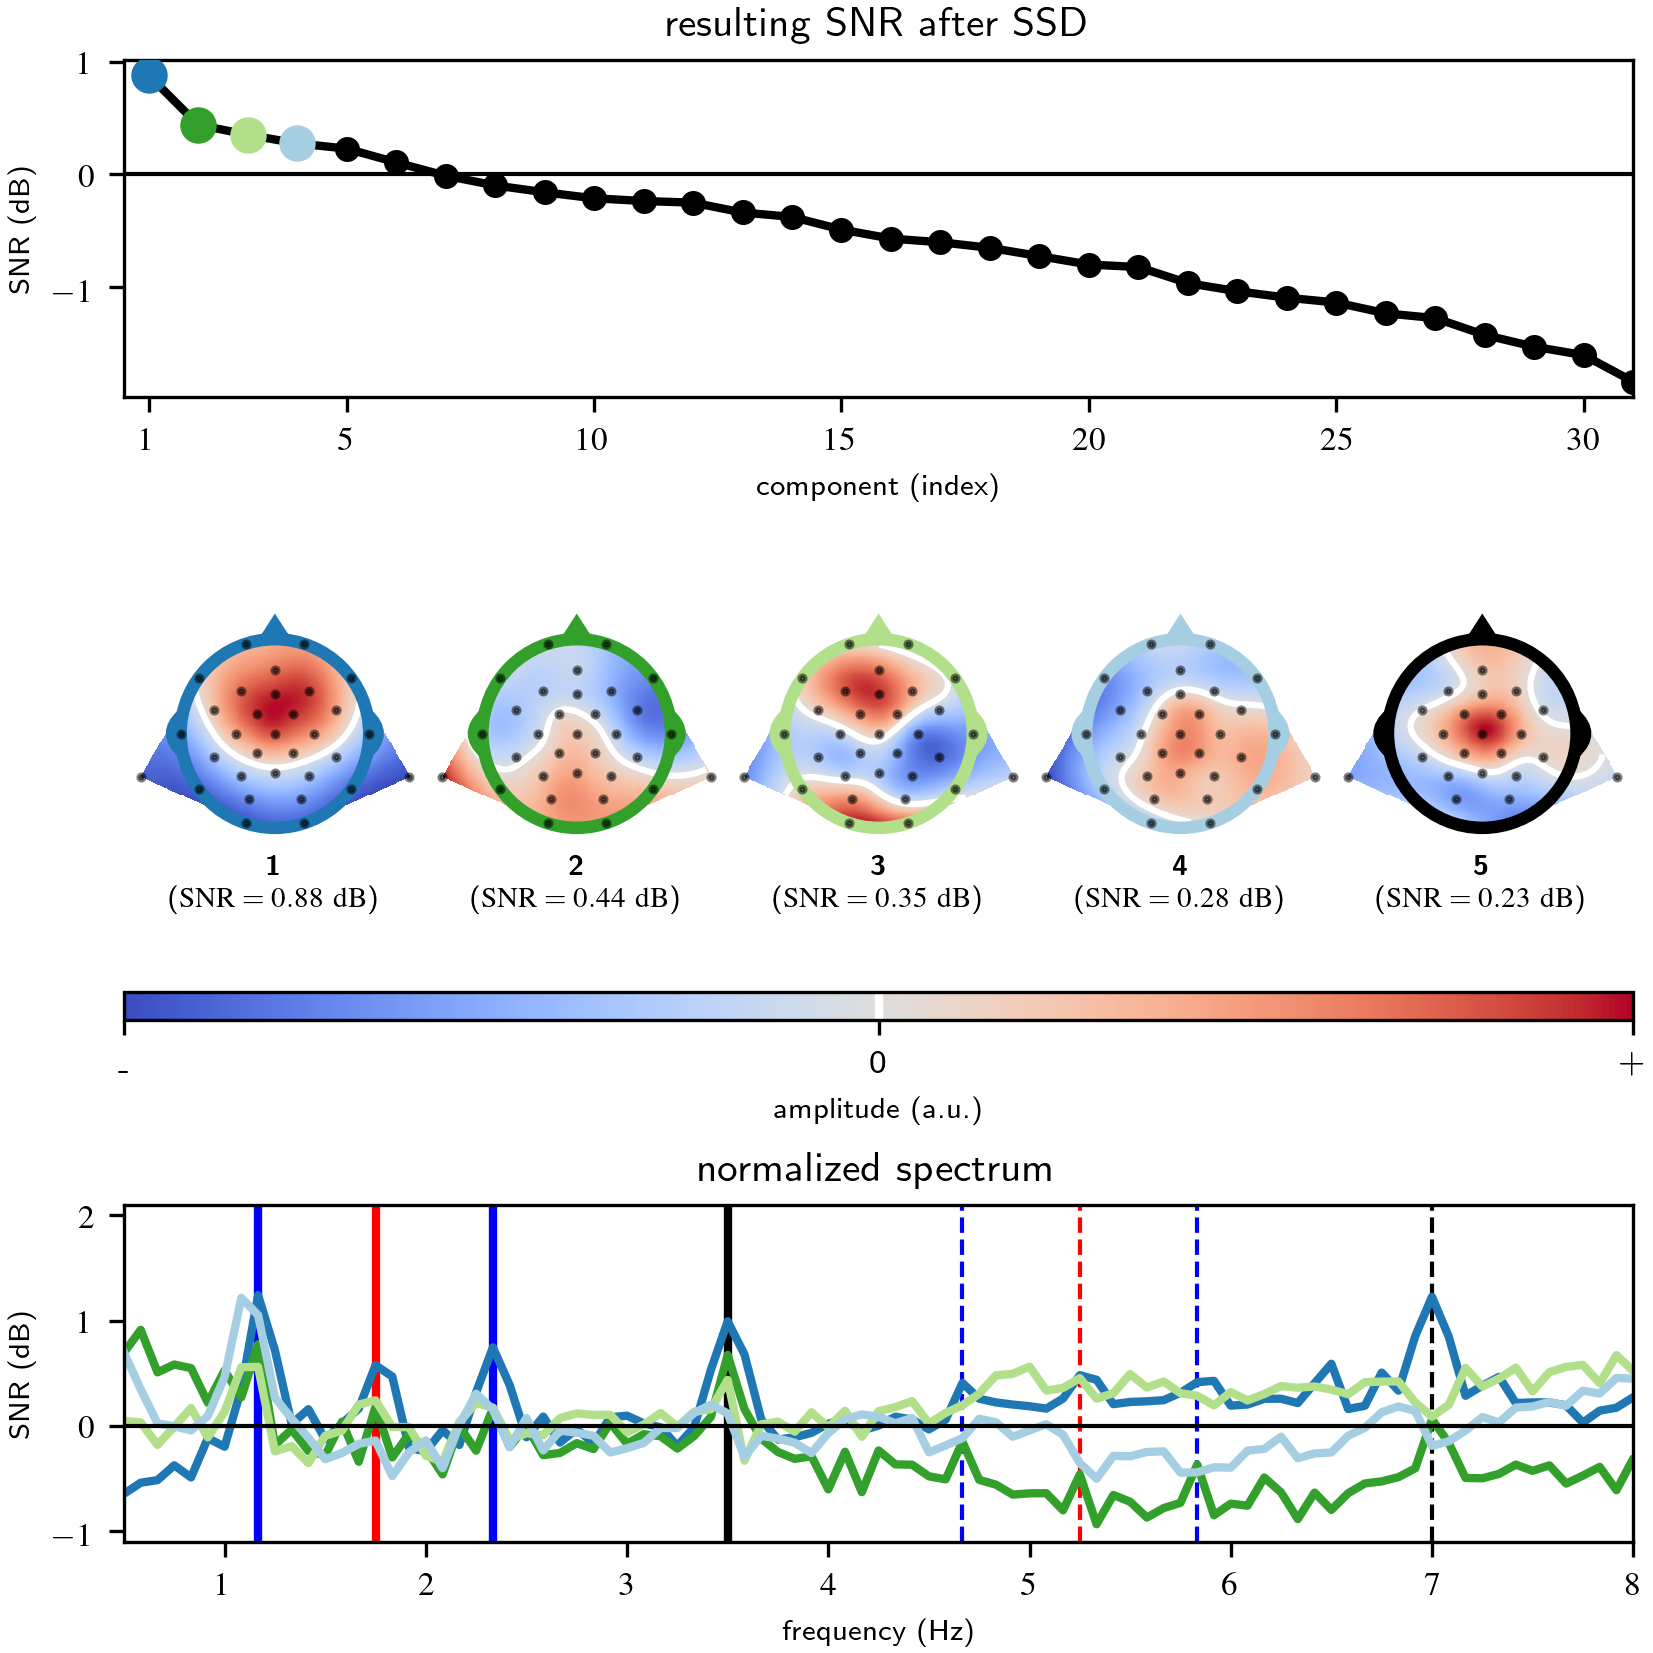 resulting SNR after SSD
1
0
−1
SNR (dB)
1 5 10 15 20 25 30
component (index)
1 2 3 4 5
(SNR = 0.88 dB) (SNR = 0.44 dB) (SNR = 0.35 dB) (SNR = 0.28 dB) (SNR = 0.23 dB)
- 0 +
amplitude (a.u.)
normalized spectrum
2
1
0
−1
SNR (dB)
1 2 3 4 5 6 7 8
frequency (Hz)